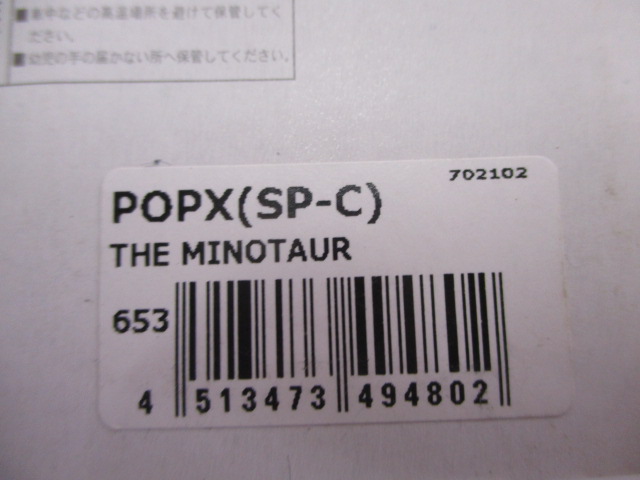 ■車中などの高温場所を避けて保管してく
ださい。
■幼児の手の届かない所へ保管してください。
702102
POPX(SP-C)
THE MINOTAUR
653
4 513473 494802